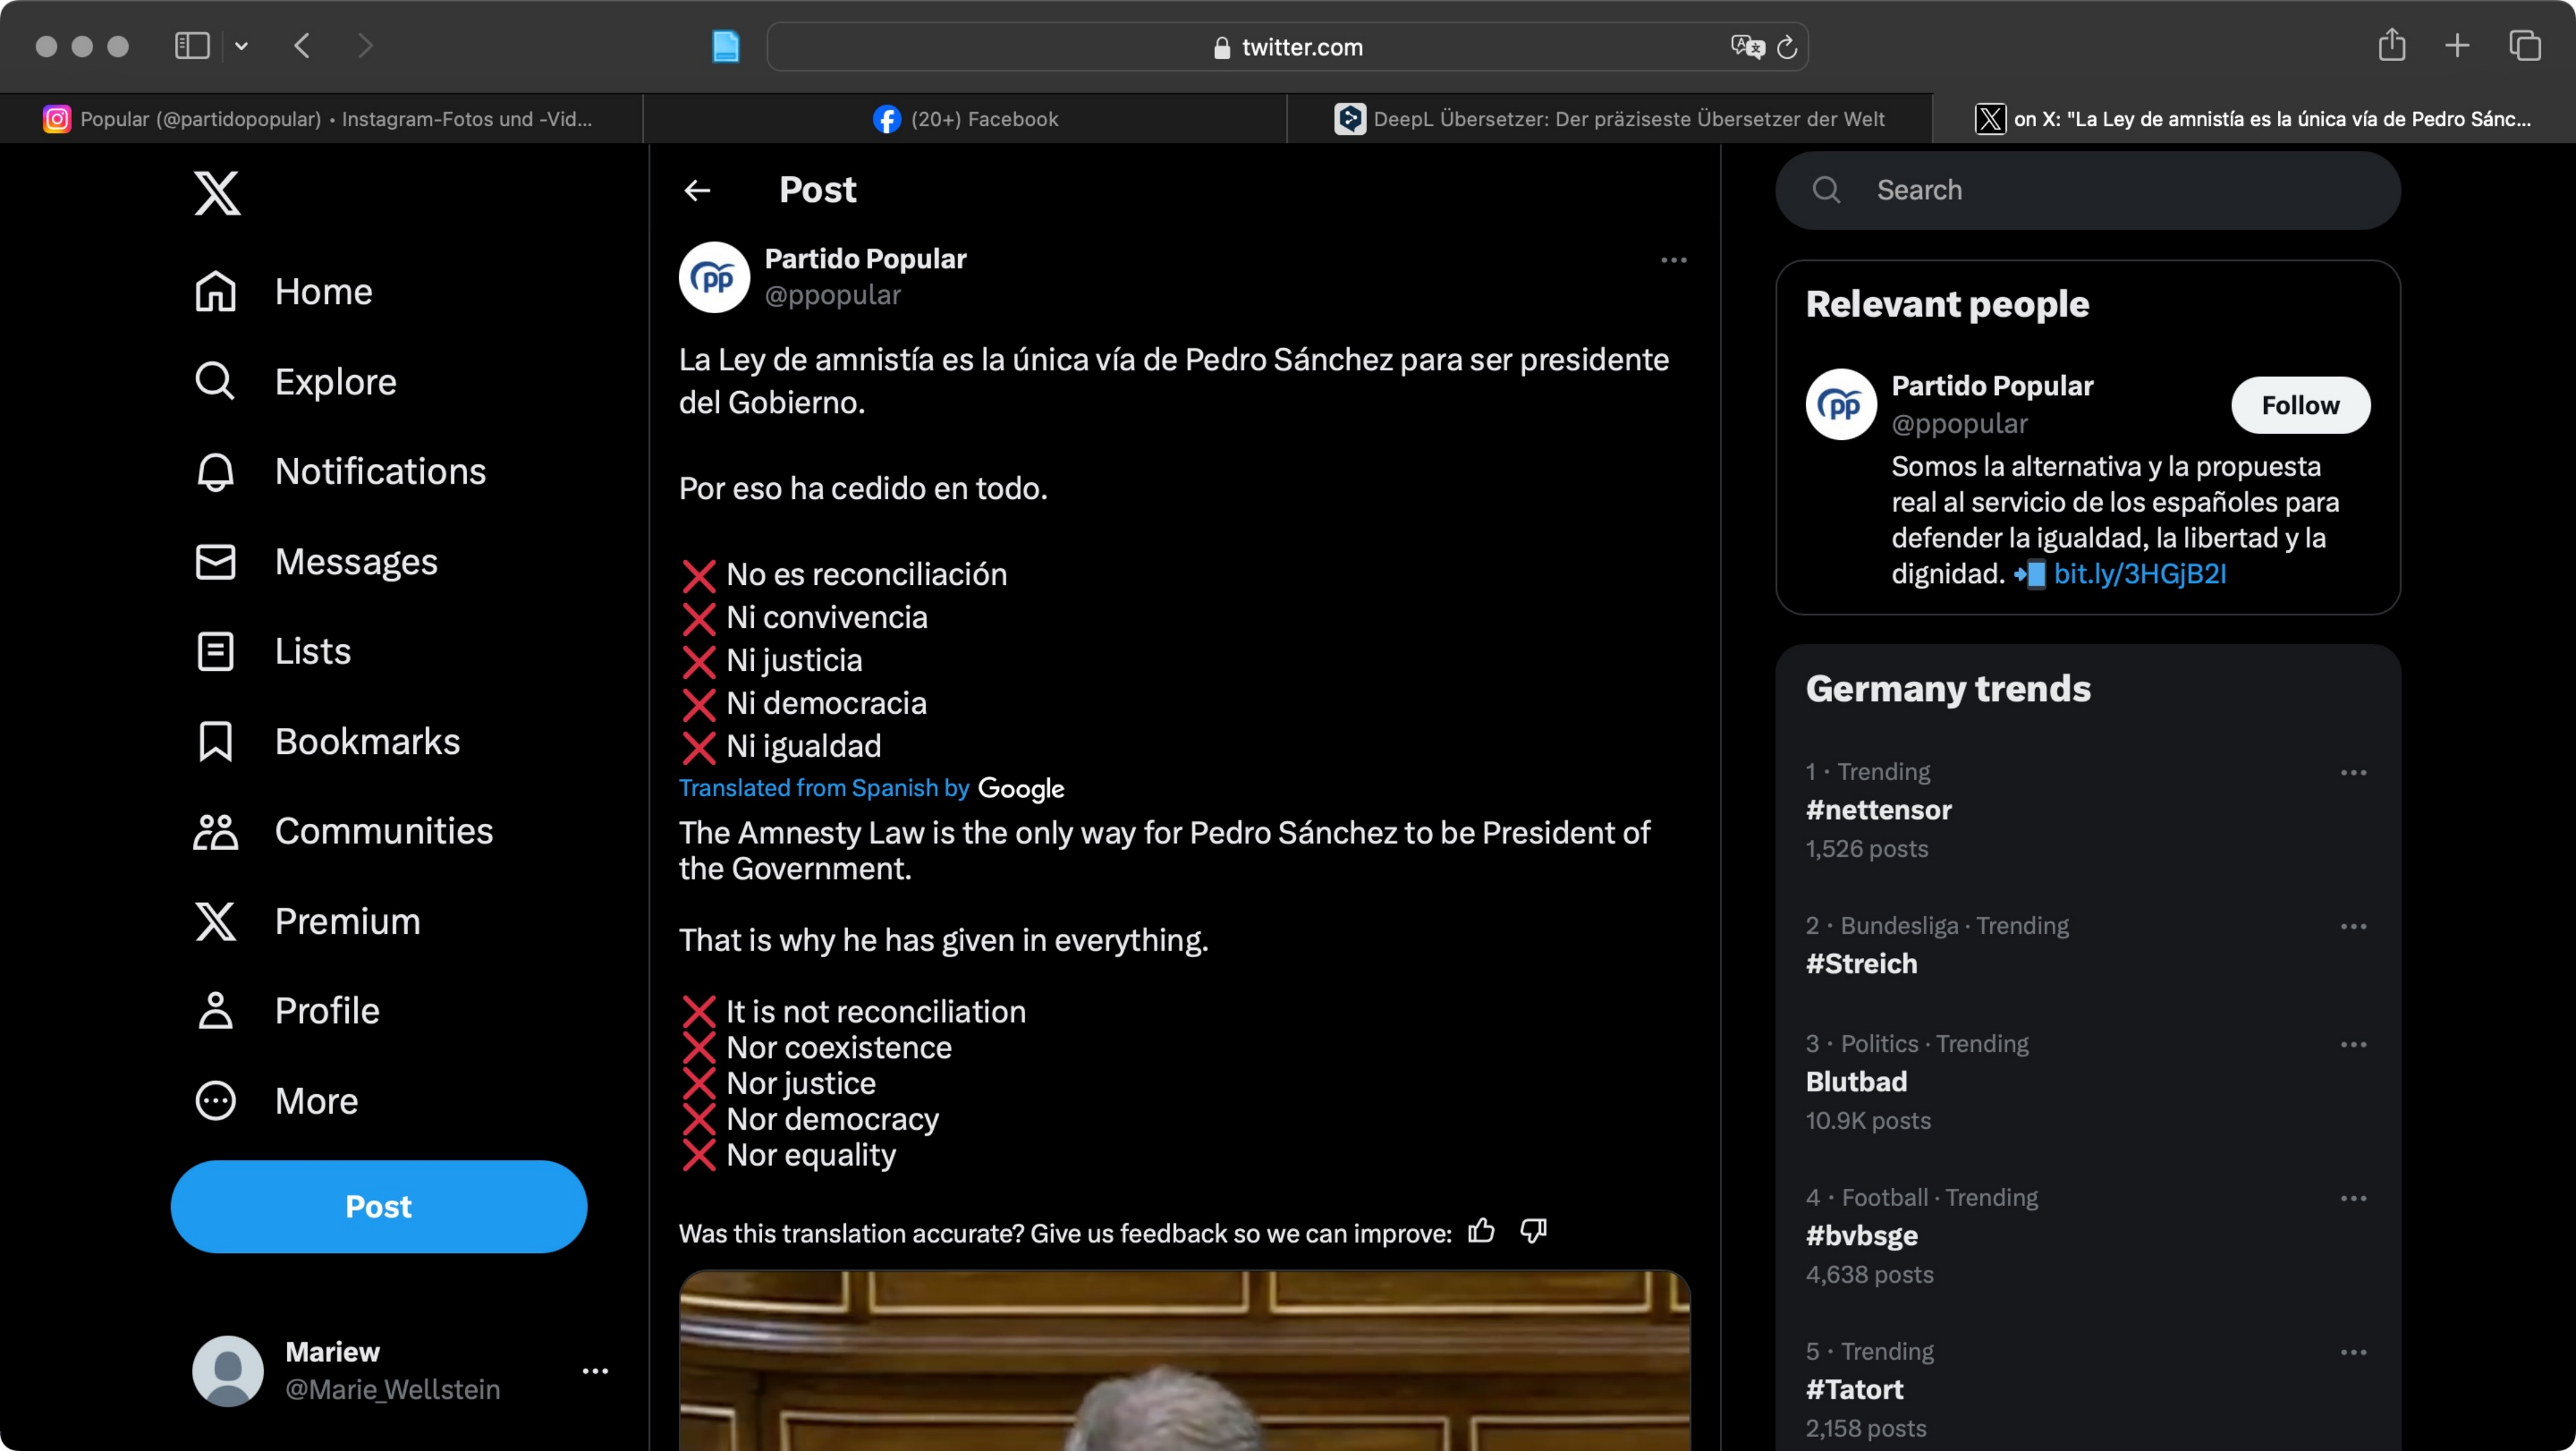 twitter.com
Popular (@partidopopular) • Instagram-Fotos und -Vid...
(20+) Facebook
DeepL Übersetzer: Der präziseste Übersetzer der Welt
on X: "La Ley de amnistía es la única vía de Pedro Sánc...
Home
Explore
Notifications
Messages
Lists
Bookmarks
Communities
Premium
Profile
More
Post
Mariew
@Marie_Wellstein
Post
pp
Partido Popular
@ppopular
La Ley de amnistía es la única vía de Pedro Sánchez para ser presidente
del Gobierno.
Por eso ha cedido en todo.
❌ No es reconciliación
❌ Ni convivencia
❌ Ni justicia
❌ Ni democracia
❌ Ni igualdad
Translated from Spanish by Google
The Amnesty Law is the only way for Pedro Sánchez to be President of
the Government.
That is why he has given in everything.
❌ It is not reconciliation
❌ Nor coexistence
❌ Nor justice
❌ Nor democracy
❌ Nor equality
Was this translation accurate? Give us feedback so we can improve:
Search
Relevant people
pp
Partido Popular
@ppopular
Follow
Somos la alternativa y la propuesta
real al servicio de los españoles para
defender la igualdad, la libertad y la
dignidad. 📲 bit.ly/3HGjB2I
Germany trends
1 · Trending
#nettensor
1,526 posts
2 · Bundesliga · Trending
#Streich
3 · Politics · Trending
Blutbad
10.9K posts
4 · Football · Trending
#bvbsge
4,638 posts
5 · Trending
#Tatort
2,158 posts